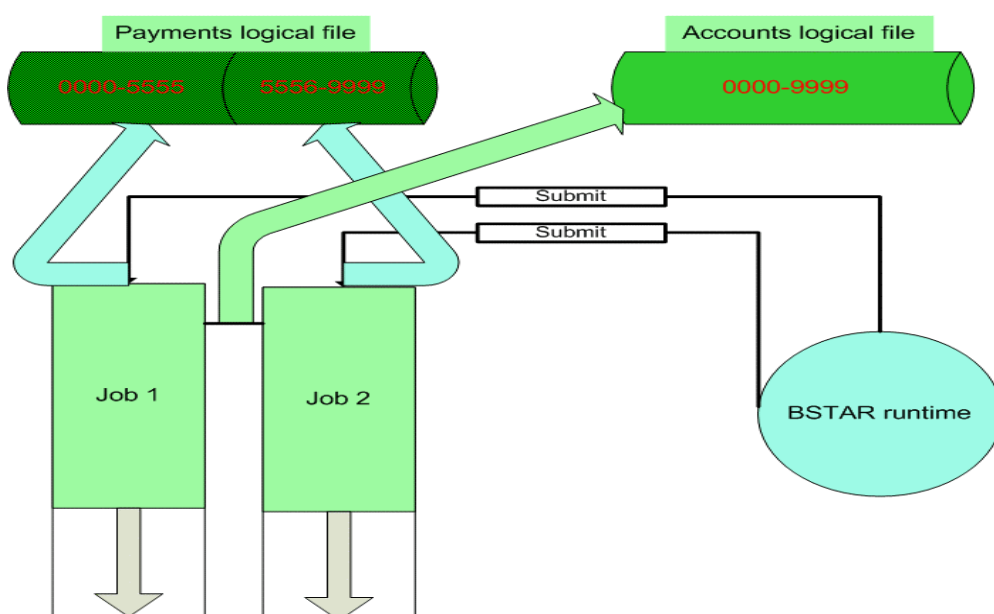 Payments logical file
Accounts logical file
0000-5555
5556-9999
0000-9999
Submit
Submit
Job 1
Job 2
BSTAR runtime